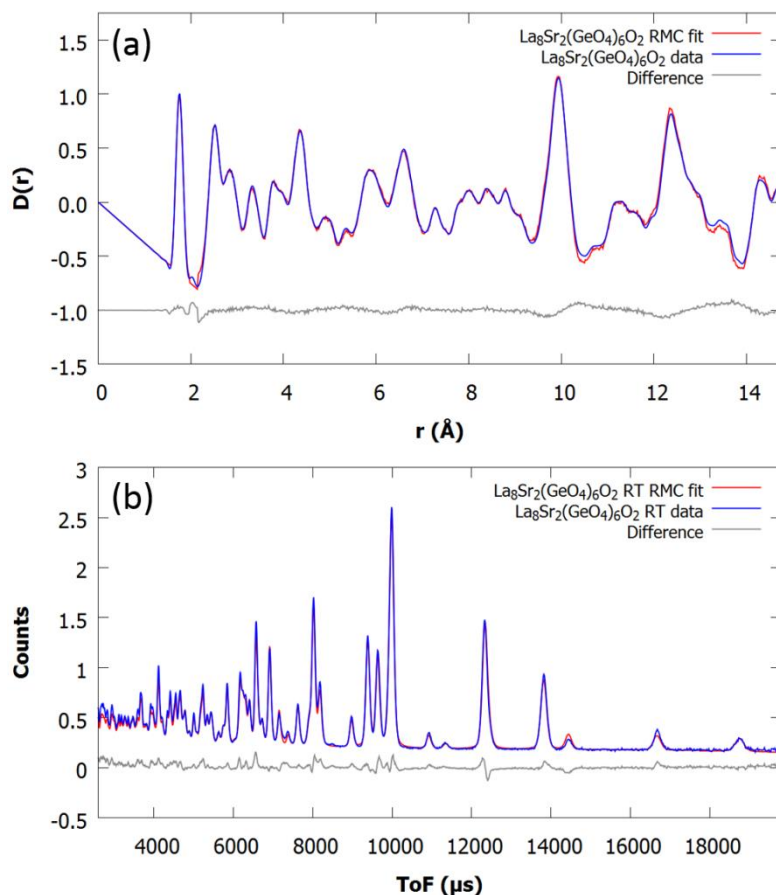 (a)
La₈Sr₂(GeO₄)₆O₂ RMC fit
La₈Sr₂(GeO₄)₆O₂ data
Difference
D(r)
1.5
1.0
0.5
0.0
-0.5
-1.0
-1.5
0 2 4 6 8 10 12 14
r (Å)
(b)
La₈Sr₂(GeO₄)₆O₂ RT RMC fit
La₈Sr₂(GeO₄)₆O₂ RT data
Difference
Counts
3
2.5
2
1.5
1
0.5
0
-0.5
4000 6000 8000 10000 12000 14000 16000 18000
ToF (µs)